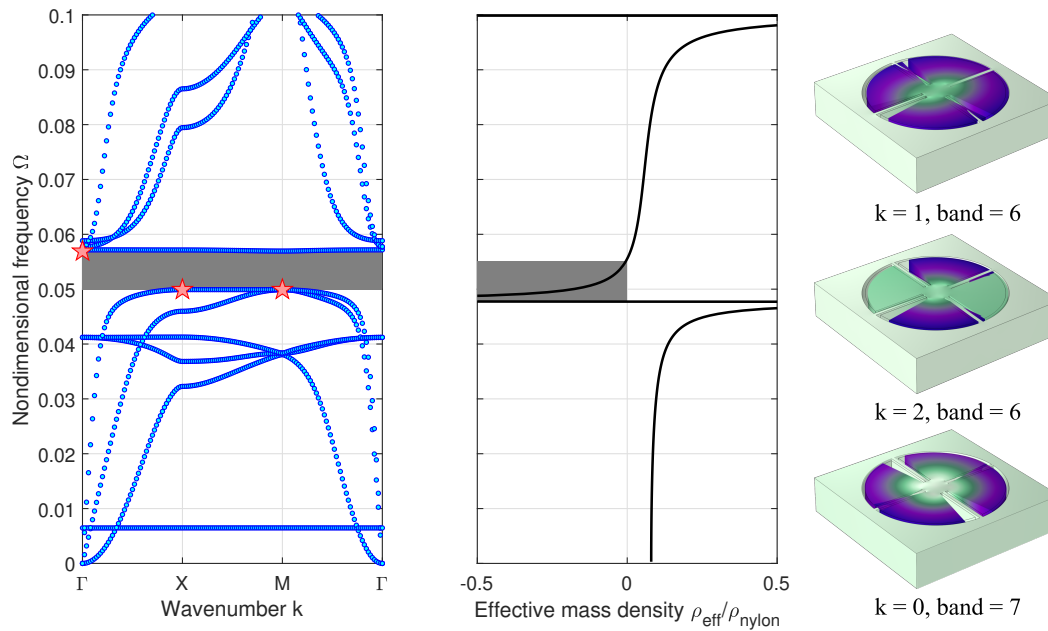 0.1
0.09
0.08
0.07
0.06
0.05
0.04
0.03
0.02
0.01
0
Nondimensional frequency Ω
Γ X M Γ
Wavenumber k
-0.5 0 0.5
Effective mass density ρeff/ρnylon
k = 1, band = 6
k = 2, band = 6
k = 0, band = 7